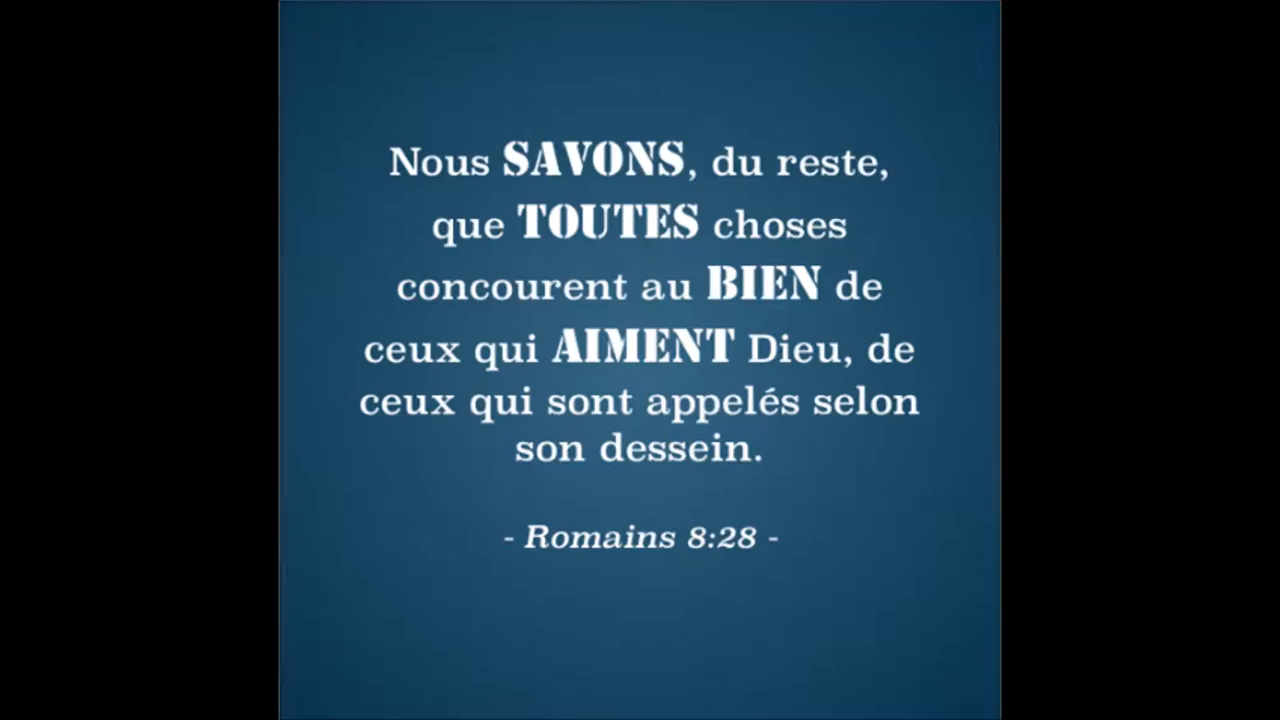 Nous SAVONS, du reste,
que TOUTES choses
concourent au BIEN de
ceux qui AIMENT Dieu, de
ceux qui sont appelés selon
son dessein.
- Romains 8:28 -